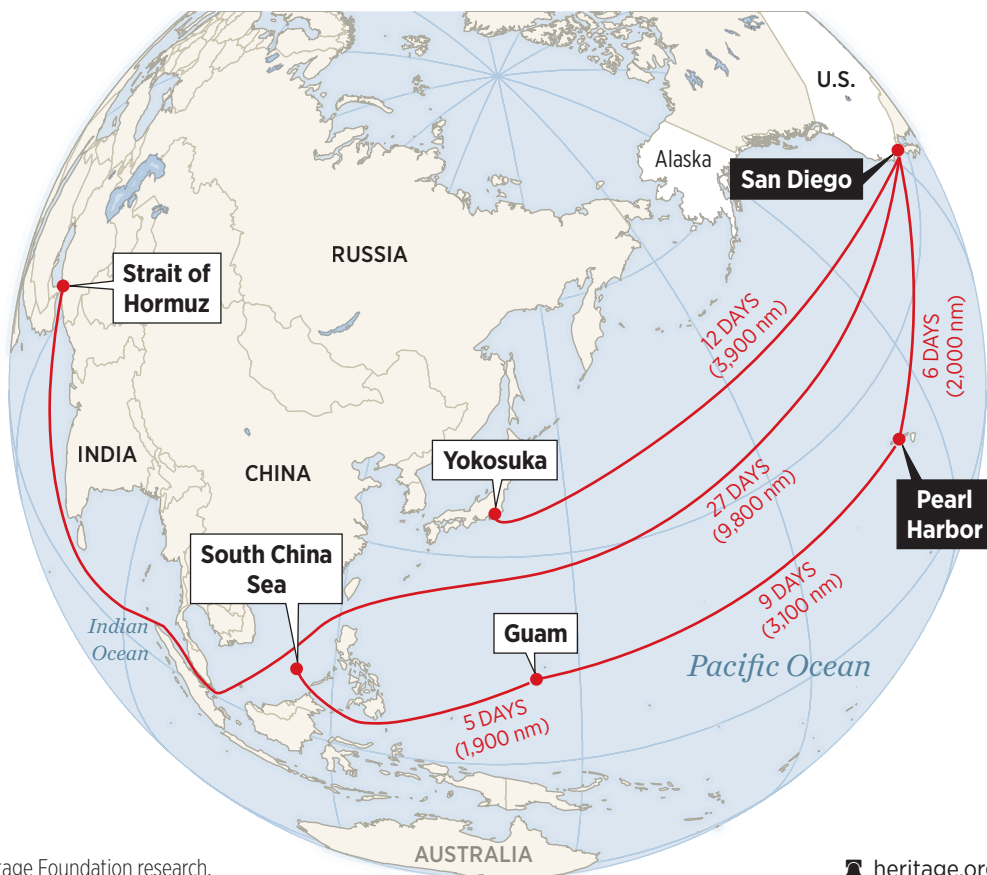 U.S.
Alaska
San Diego
RUSSIA
Strait of
Hormuz
12 DAYS
(3,900 nm)
6 DAYS
(2,000 nm)
INDIA
CHINA
Yokosuka
27 DAYS
(9,800 nm)
Pearl
Harbor
South China
Sea
9 DAYS
(3,100 nm)
Indian
Ocean
Guam
Pacific Ocean
5 DAYS
(1,900 nm)
AUSTRALIA
Foundation research.